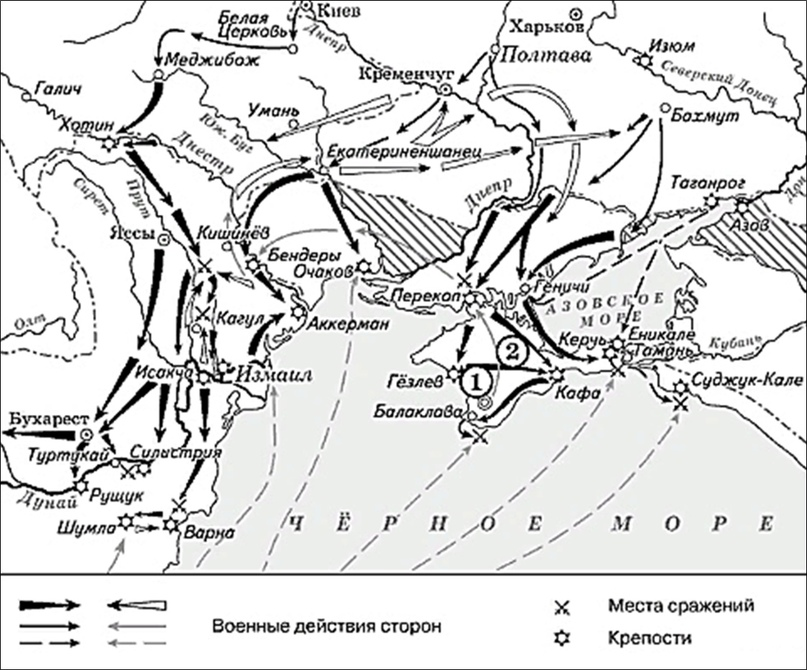 Киев
Белая
Церковь
Днепр
Харьков
Полтава
Изюм
Северский Донец
Меджибож
Кременчуг
Галич
Умань
Бахмут
Хотин
Юж. Буг
Днестр
Екатериненшанец
Сирет
Прут
Днепр
Тагонрог
Дон
Азов
Кишинёв
Яссы
Бендеры
Очаков
Перекоп
Геничи
АЗОВСКОЕ
МОРЕ
Олт
Кагул
Аккерман
Керчь
Еникале
Тамань
Кубань
Исакча
Измаил
2
1
Гёзлев
Кафа
Суджук-Кале
Балаклава
Бухарест
Туртукай
Силистрия
Дунай
Рущук
Шумла
Варна
ЧЁРНОЕ МОРЕ
Военные действия сторон
Места сражений
Крепости